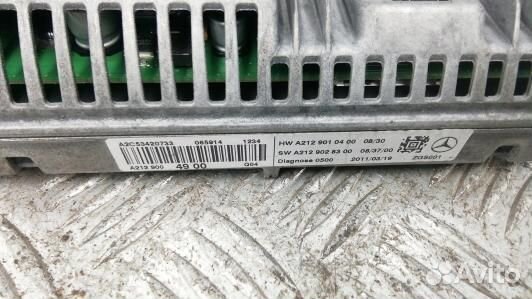 A2C53420733 065914 1234
A212 900 49 00 Q04
HW A212 901 04 00 08/30
SW A212 902 83 00 08/37/00
Diagnose 0500 2011/03/19
ZGS001
Avito